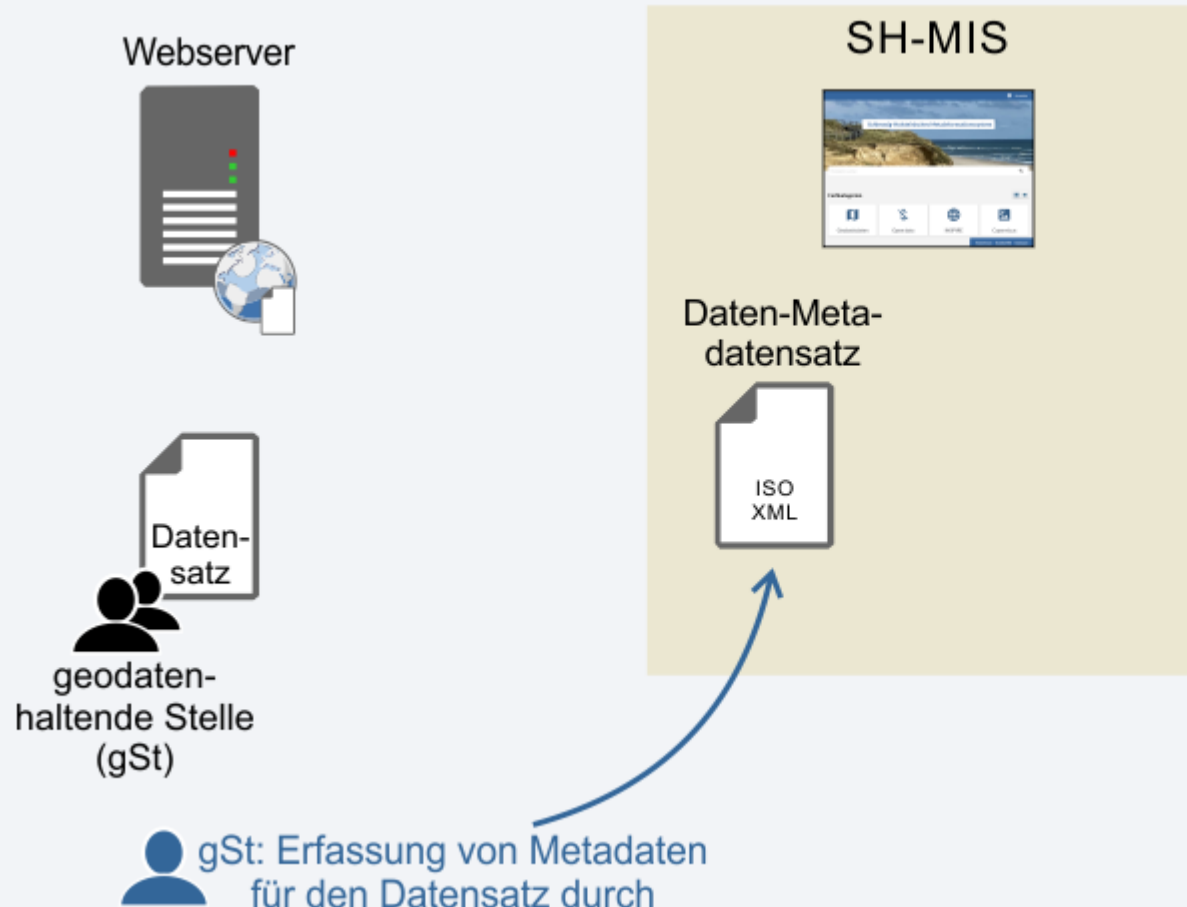 Webserver
SH-MIS
Daten-Meta-
datensatz
ISO
XML
Daten-
satz
geodaten-
haltende Stelle
(gSt)
gSt: Erfassung von Metadaten
für den Datensatz durch